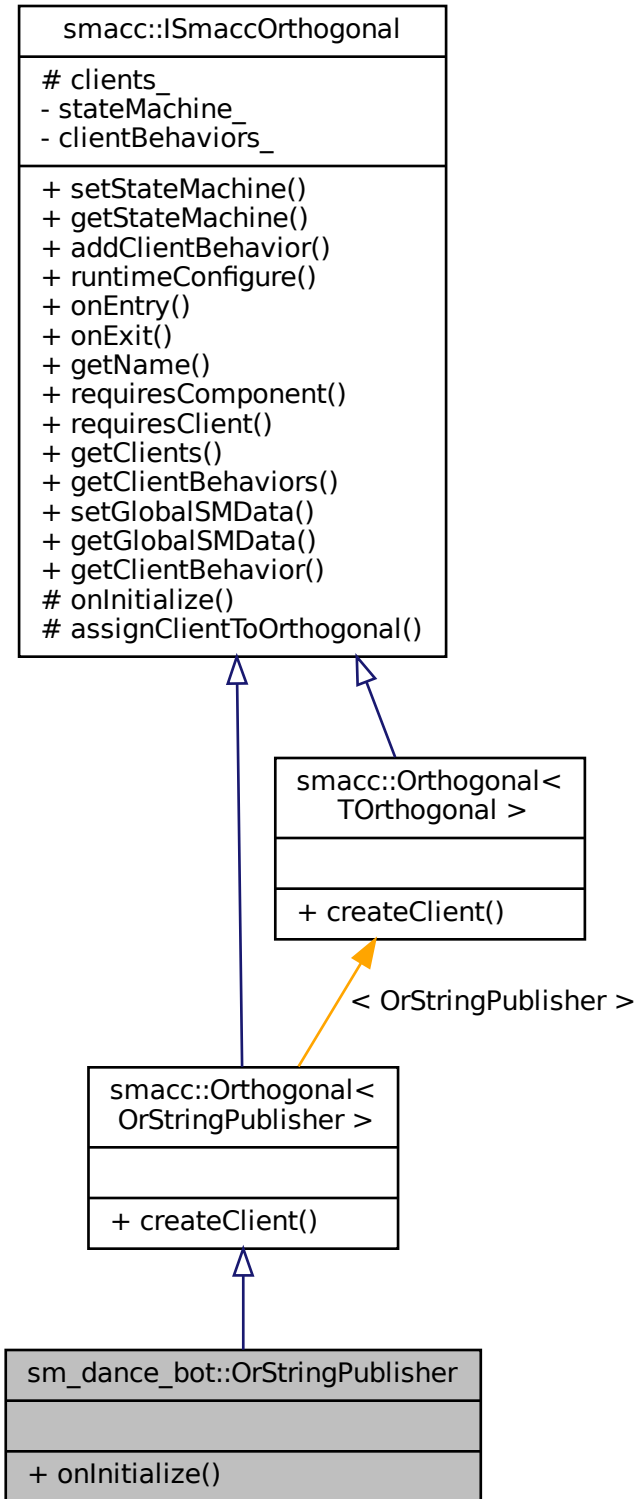 smacc::ISmaccOrthogonal
# clients_
- stateMachine_
- clientBehaviors_
+ setStateMachine()
+ getStateMachine()
+ addClientBehavior()
+ runtimeConfigure()
+ onEntry()
+ onExit()
+ getName()
+ requiresComponent()
+ requiresClient()
+ getClients()
+ getClientBehaviors()
+ setGlobalSMData()
+ getGlobalSMData()
+ getClientBehavior()
# onInitialize()
# assignClientToOrthogonal()
smacc::Orthogonal<
TOrthogonal >
+ createClient()
< OrStringPublisher >
smacc::Orthogonal<
OrStringPublisher >
+ createClient()
sm_dance_bot::OrStringPublisher
+ onInitialize()